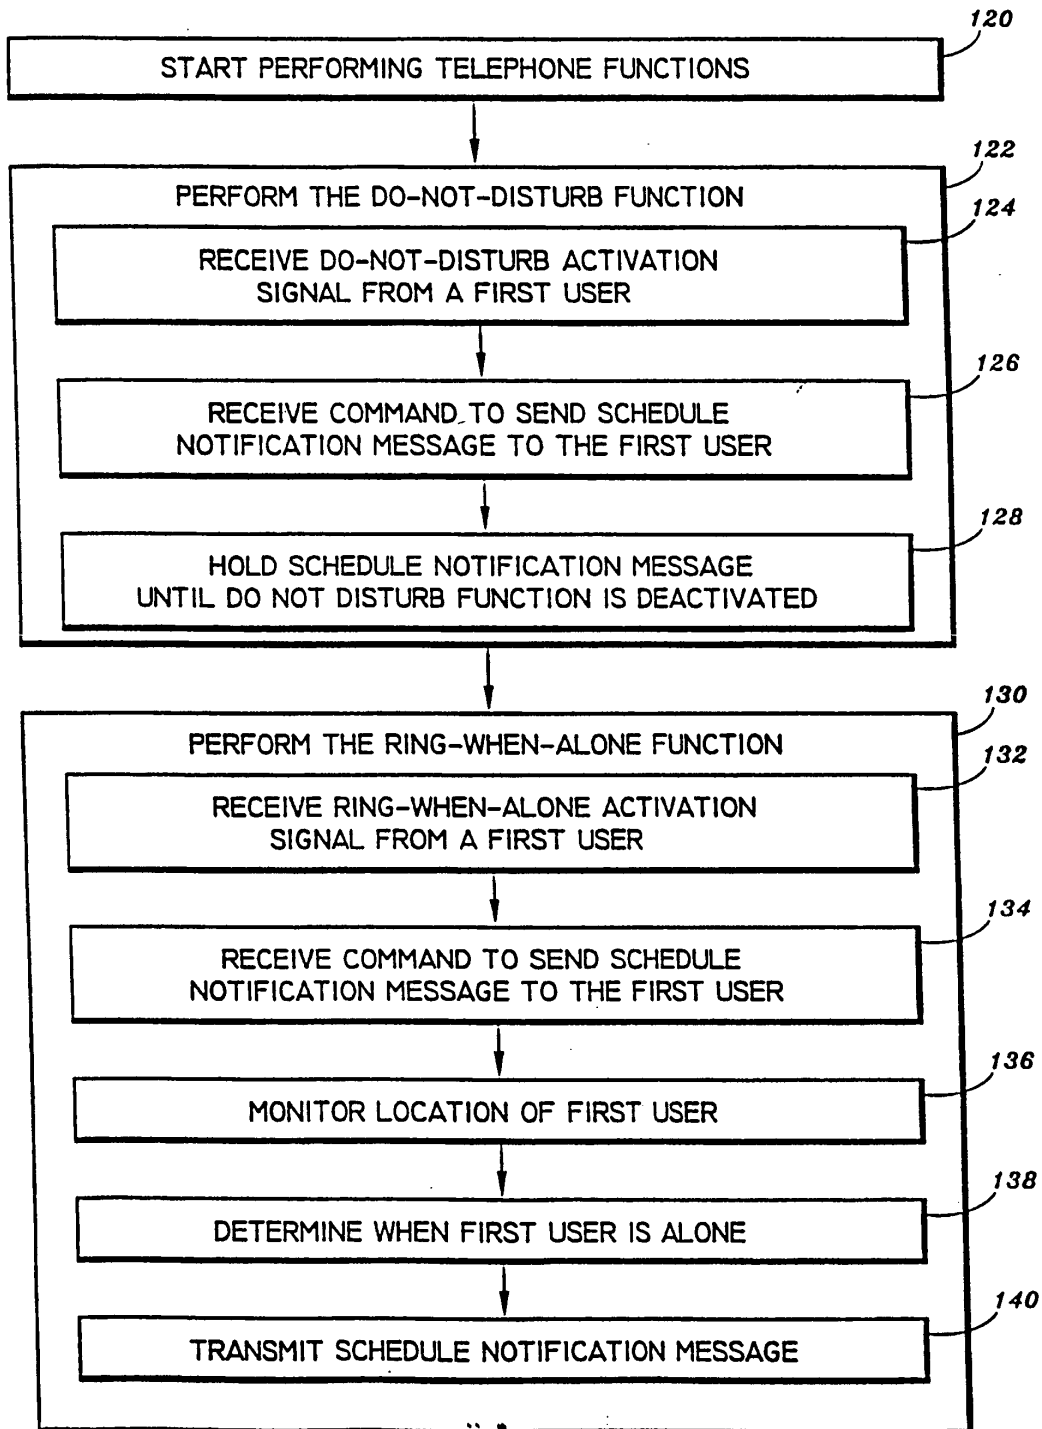 120
START PERFORMING TELEPHONE FUNCTIONS
122
PERFORM THE DO-NOT-DISTURB FUNCTION
124
RECEIVE DO-NOT-DISTURB ACTIVATION
SIGNAL FROM A FIRST USER
126
RECEIVE COMMAND TO SEND SCHEDULE
NOTIFICATION MESSAGE TO THE FIRST USER
128
HOLD SCHEDULE NOTIFICATION MESSAGE
UNTIL DO NOT DISTURB FUNCTION IS DEACTIVATED
130
PERFORM THE RING-WHEN-ALONE FUNCTION
132
RECEIVE RING-WHEN-ALONE ACTIVATION
SIGNAL FROM A FIRST USER
134
RECEIVE COMMAND TO SEND SCHEDULE
NOTIFICATION MESSAGE TO THE FIRST USER
136
MONITOR LOCATION OF FIRST USER
138
DETERMINE WHEN FIRST USER IS ALONE
140
TRANSMIT SCHEDULE NOTIFICATION MESSAGE